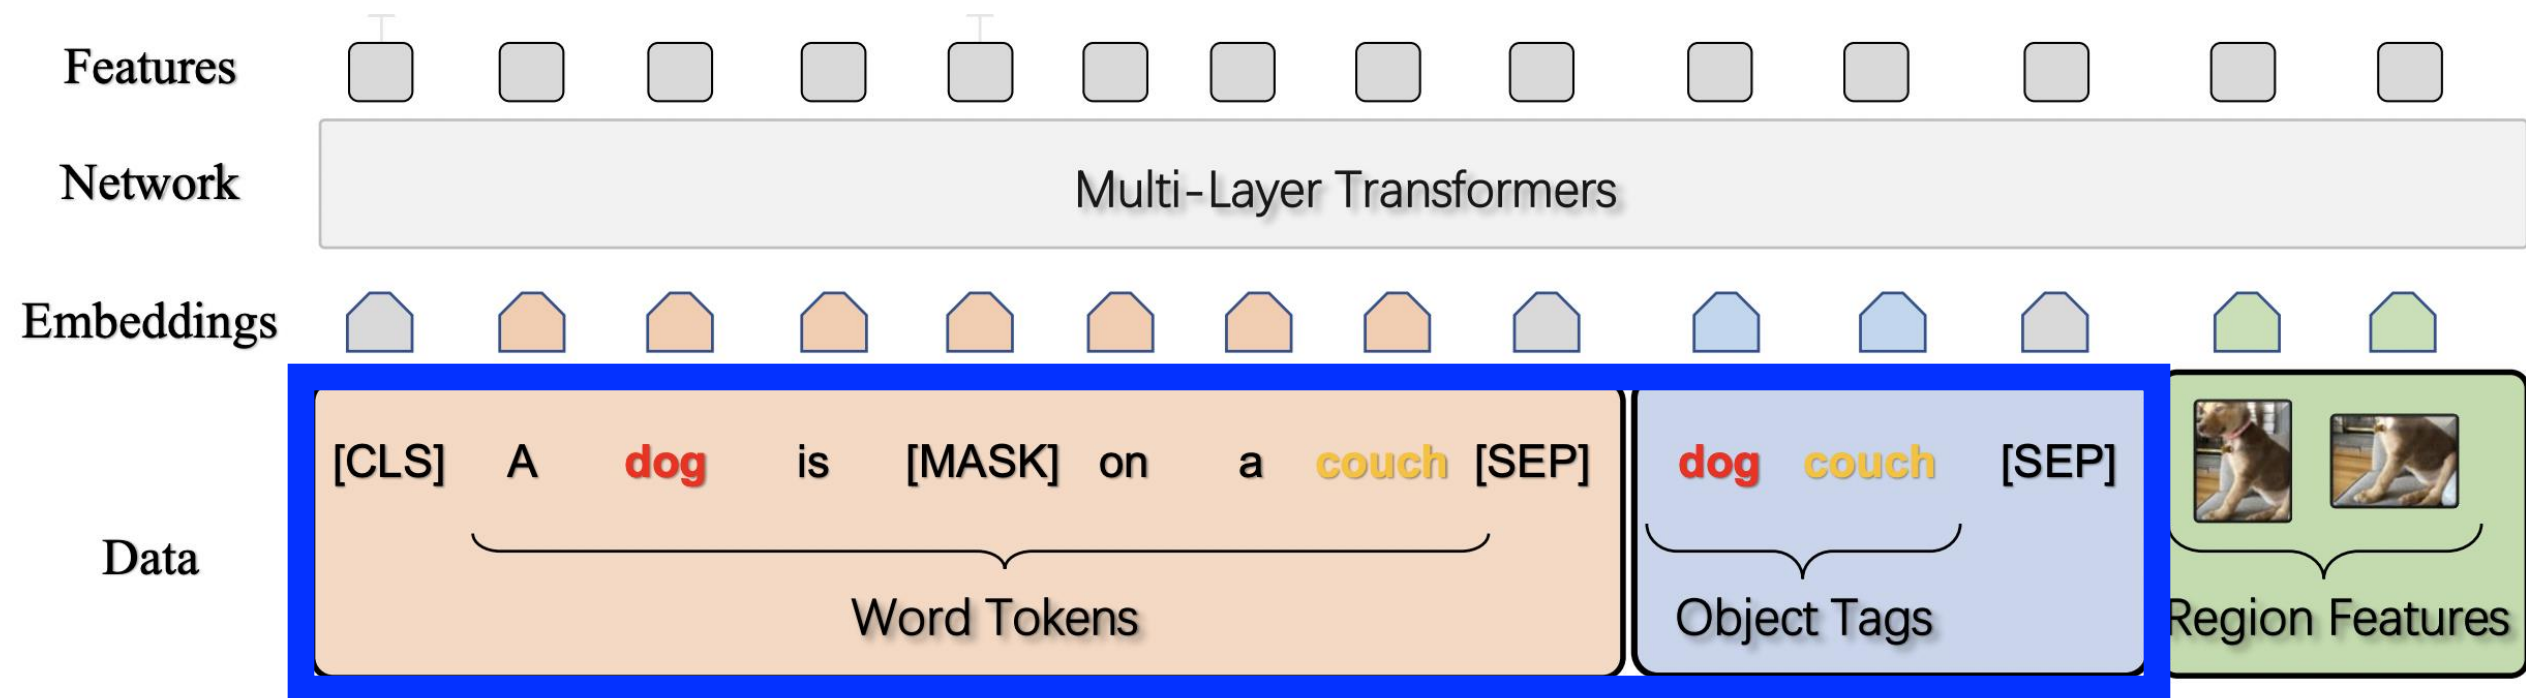 Features
Network
Multi-Layer Transformers
Embeddings
Data
[CLS] A dog is [MASK] on a couch [SEP] dog couch [SEP]
Word Tokens
Object Tags
Region Features